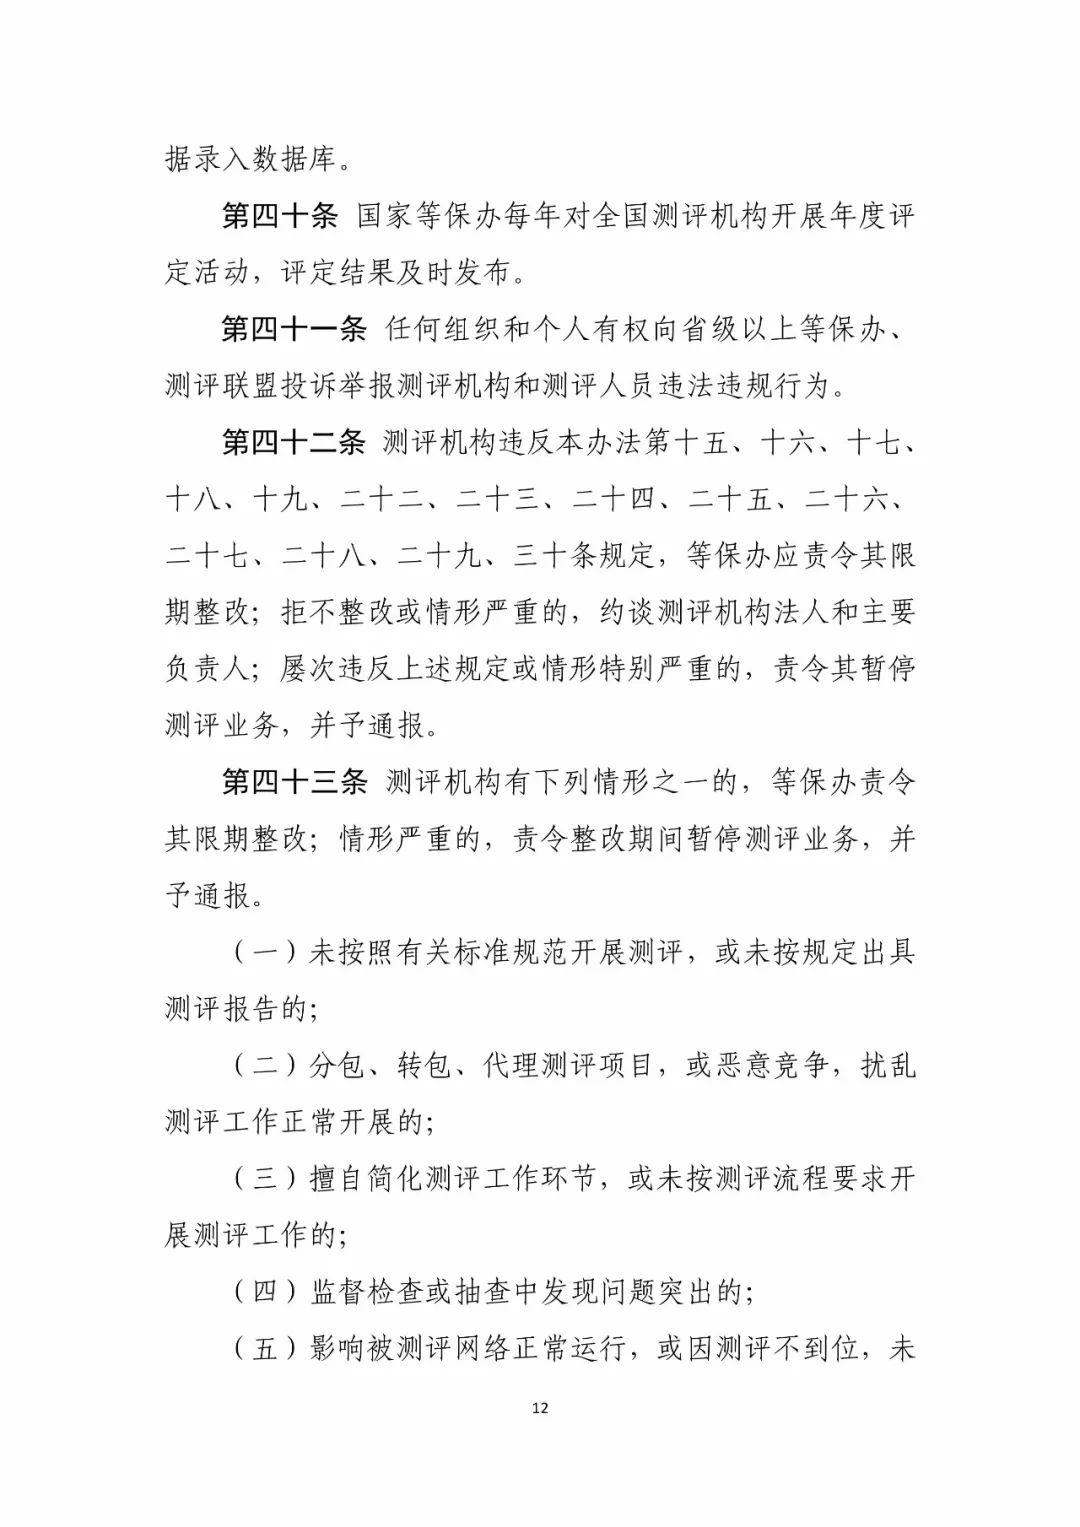 据录入数据库。
第四十条 国家等保办每年对全国测评机构开展年度评
定活动，评定结果及时发布。
第四十一条 任何组织和个人有权向省级以上等保办、
测评联盟投诉举报测评机构和测评人员违法违规行为。
第四十二条 测评机构违反本办法第十五、十六、十七、
十八、十九、二十二、二十三、二十四、二十五、二十六、
二十七、二十八、二十九、三十条规定，等保办应责令其限
期整改；拒不整改或情形严重的，约谈测评机构法人和主要
负责人；屡次违反上述规定或情形特别严重的，责令其暂停
测评业务，并予通报。
第四十三条 测评机构有下列情形之一的，等保办责令
其限期整改；情形严重的，责令整改期间暂停测评业务，并
予通报。
（一）未按照有关标准规范开展测评，或未按规定出具
测评报告的；
（二）分包、转包、代理测评项目，或恶意竞争，扰乱
测评工作正常开展的；
（三）擅自简化测评工作环节，或未按测评流程要求开
展测评工作的；
（四）监督检查或抽查中发现问题突出的；
（五）影响被测评网络正常运行，或因测评不到位，未
12